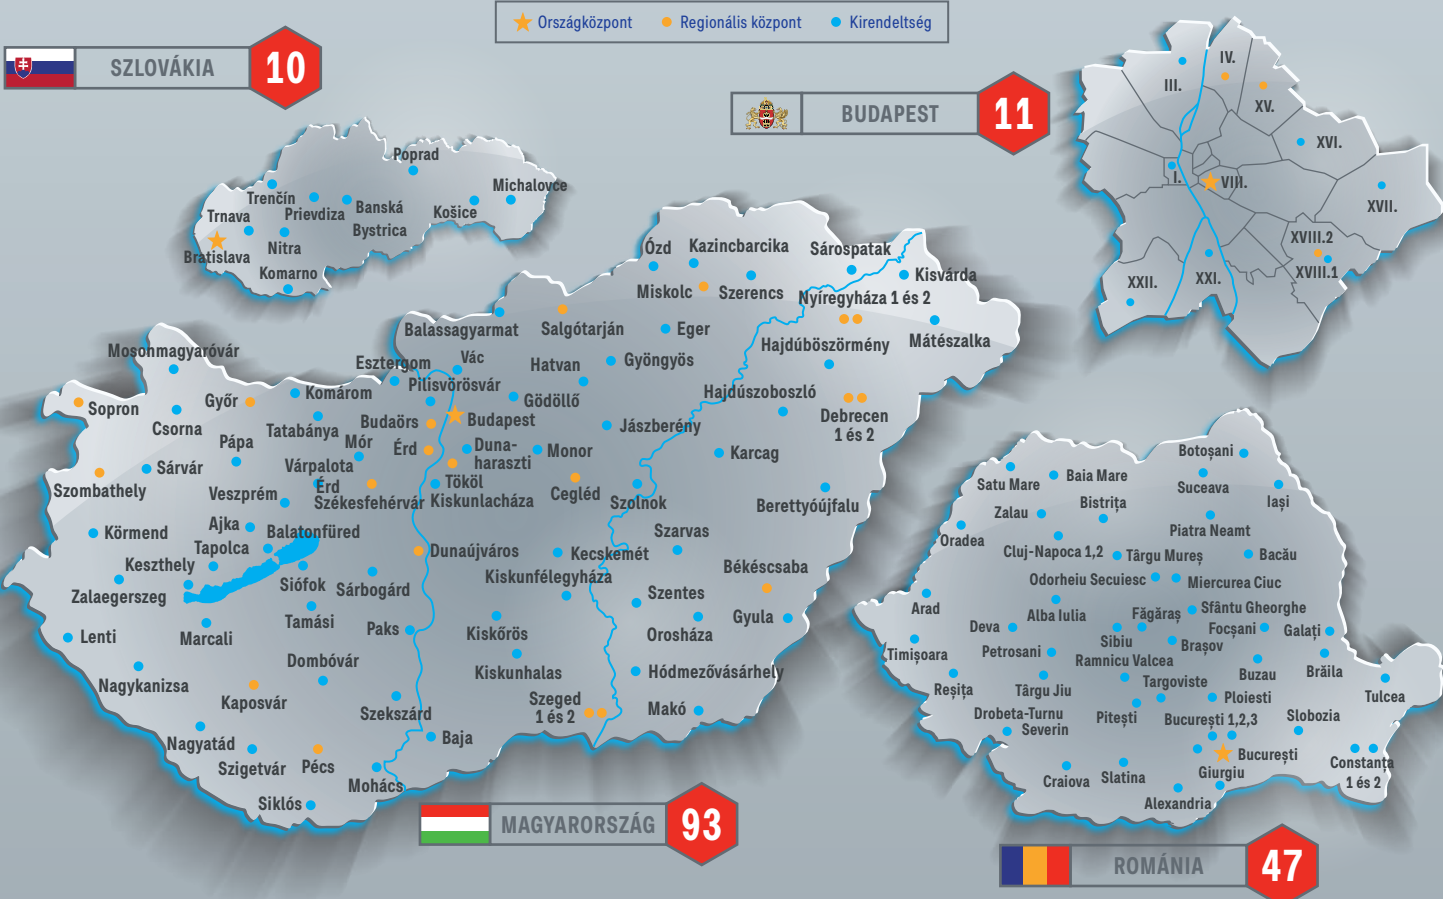 Országközpont
Regionális központ
Kirendeltség
SZLOVÁKIA
10
Poprad
Michalovce
Trenčín
Prievdiza
Banská
Bystrica
Košice
Trnava
Nitra
Bratislava
Komarno
BUDAPEST
11
IV.
III.
XV.
XVI.
I.
VIII.
XVII.
XVIII.2
XVIII.1
XXII.
XXI.
Ózd
Kazincbarcika
Sárospatak
Kisvárda
Miskolc
Szerencs
Nyíregyháza 1 és 2
Balassagyarmat
Salgótarján
Eger
Mátészalka
Hajdúböszörmény
Mosonmagyaróvár
Esztergom
Vác
Hatvan
Gyöngyös
Pilisvörösvár
Hajdúszoboszló
Sopron
Győr
Komárom
Gödöllő
Csorna
Tatabánya
Budaörs
Budapest
Jászberény
Debrecen
1 és 2
Pápa
Mór
Érd
Duna-
haraszti
Monor
Karcag
Sárvár
Várpalota
Érd
Szombathely
Veszprém
Székesfehérvár
Tököl
Kiskunlacháza
Cegléd
Szolnok
Berettyóújfalu
Körmend
Ajka
Balatonfüred
Szarvas
Tapolca
Dunaújváros
Kecskemét
Keszthely
Békéscsaba
Zalaegerszeg
Siófok
Sárbogárd
Kiskunfélegyháza
Szentes
Tamási
Gyula
Lenti
Marcali
Paks
Kiskőrös
Orosháza
Dombóvár
Nagykanizsa
Kiskunhalas
Hódmezővásárhely
Kaposvár
Szekszárd
Szeged
1 és 2
Makó
Nagyatád
Baja
Szigetvár
Pécs
Mohács
Siklós
MAGYARORSZÁG
93
Botoșani
Satu Mare
Baia Mare
Suceava
Iași
Zalau
Bistrița
Piatra Neamt
Oradea
Cluj-Napoca 1,2
Târgu Mureș
Bacău
Odorheiu Secuiesc
Miercurea Ciuc
Arad
Alba Iulia
Făgăraș
Sfântu Gheorghe
Deva
Sibiu
Focșani
Galați
Timișoara
Petrosani
Ramnicu Valcea
Brașov
Reșița
Târgu Jiu
Targoviste
Buzau
Brăila
Tulcea
Drobeta-Turnu
Severin
Pitești
Ploiesti
București 1,2,3
Slobozia
București
Constanța
1 és 2
Craiova
Slatina
Giurgiu
Alexandria
ROMÁNIA
47